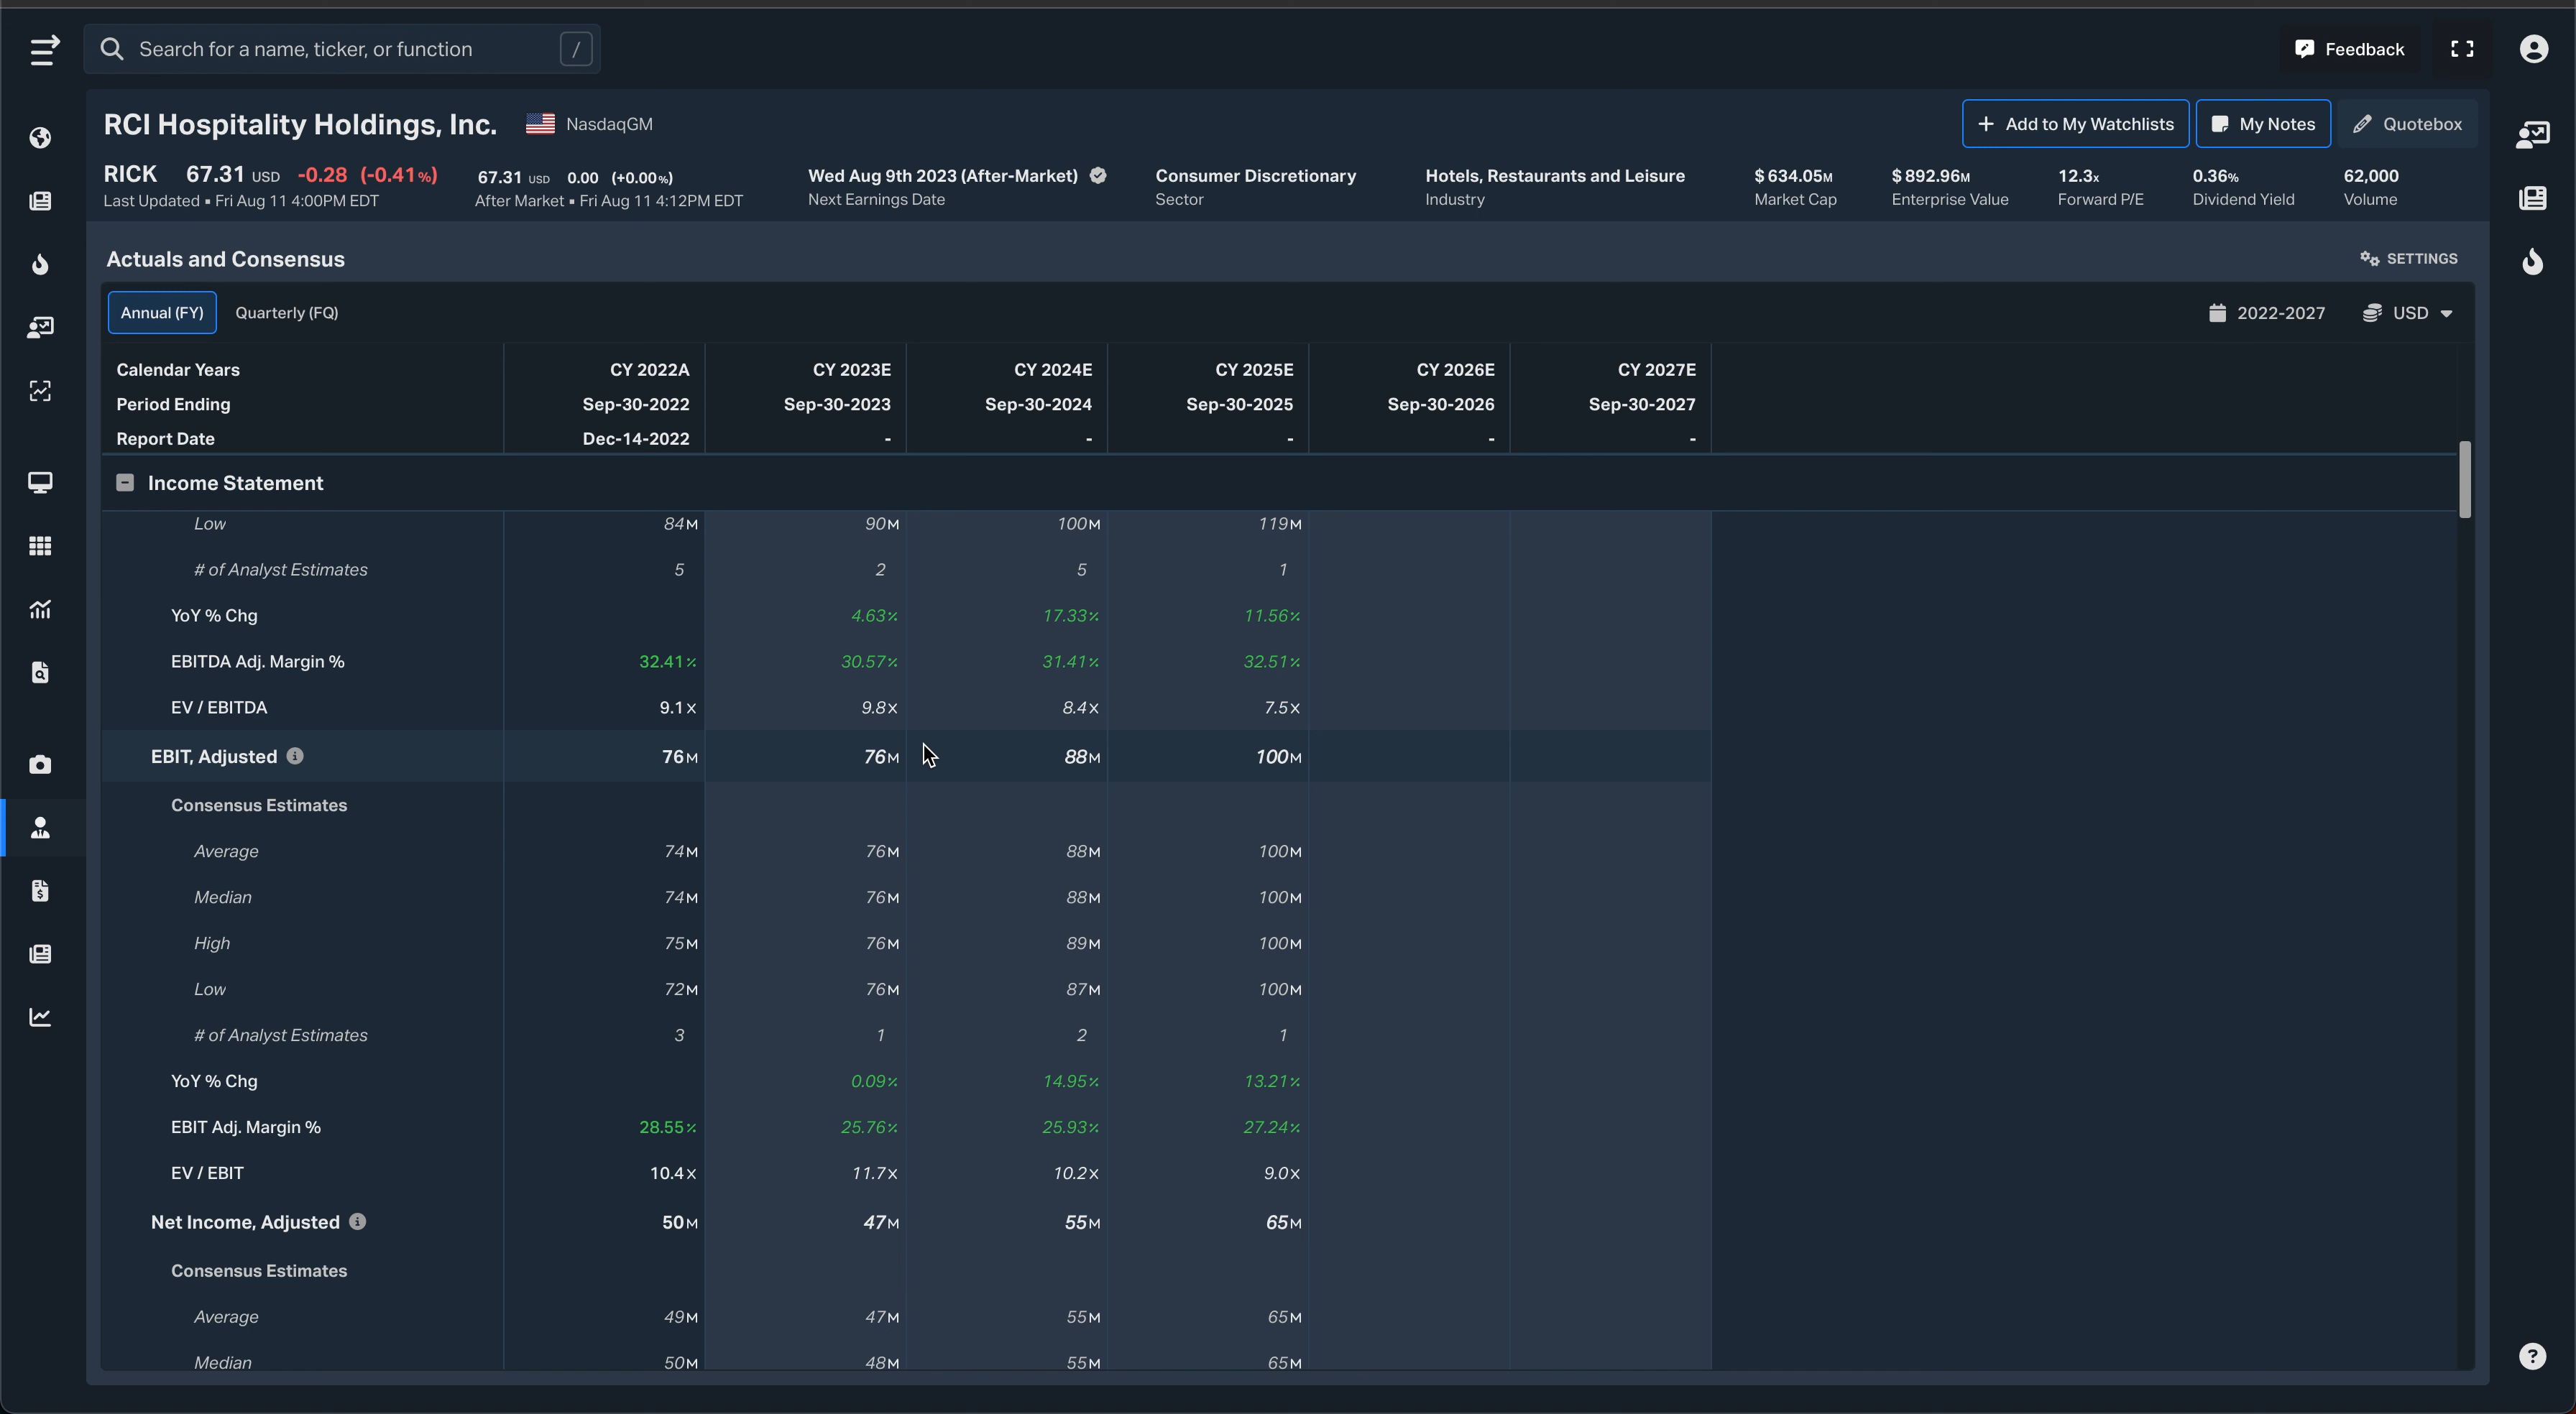 Search for a name, ticker, or function /
Feedback
RCI Hospitality Holdings, Inc. NasdaqGM
Add to My Watchlists My Notes Quotebox
RICK 67.31 USD -0.28 (-0.41%) 67.31 USD 0.00 (+0.00%) Wed Aug 9th 2023 (After-Market) Consumer Discretionary Hotels, Restaurants and Leisure $634.05M $892.96M 12.3x 0.36% 62,000
Last Updated ▪ Fri Aug 11 4:00PM EDT After Market ▪ Fri Aug 11 4:12PM EDT Next Earnings Date Sector Industry Market Cap Enterprise Value Forward P/E Dividend Yield Volume
Actuals and Consensus SETTINGS
Annual (FY) Quarterly (FQ) 2022-2027 USD
Calendar Years CY 2022A CY 2023E CY 2024E CY 2025E CY 2026E CY 2027E
Period Ending Sep-30-2022 Sep-30-2023 Sep-30-2024 Sep-30-2025 Sep-30-2026 Sep-30-2027
Report Date Dec-14-2022 - - - - -
Income Statement
Low 84M 90M 100M 119M
# of Analyst Estimates 5 2 5 1
YoY % Chg 4.63% 17.33% 11.56%
EBITDA Adj. Margin % 32.41% 30.57% 31.41% 32.51%
EV / EBITDA 9.1x 9.8x 8.4x 7.5x
EBIT, Adjusted 76M 76M 88M 100M
Consensus Estimates
Average 74M 76M 88M 100M
Median 74M 76M 88M 100M
High 75M 76M 89M 100M
Low 72M 76M 87M 100M
# of Analyst Estimates 3 1 2 1
YoY % Chg 0.09% 14.95% 13.21%
EBIT Adj. Margin % 28.55% 25.76% 25.93% 27.24%
EV / EBIT 10.4x 11.7x 10.2x 9.0x
Net Income, Adjusted 50M 47M 55M 65M
Consensus Estimates
Average 49M 47M 55M 65M
Median 50M 48M 55M 65M